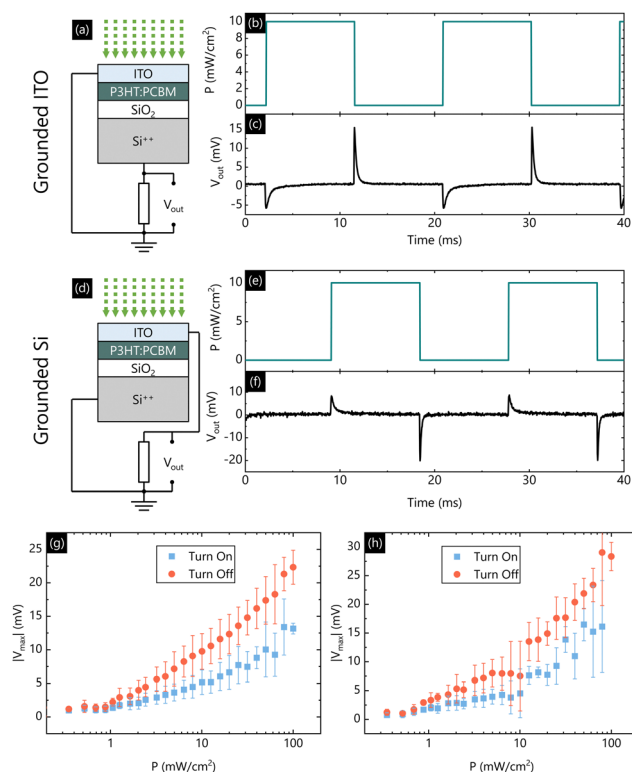 Grounded ITO
(a)
ITO
P3HT:PCBM
SiO2
Si++
Vout
(b)
P (mW/cm²)
10
8
6
4
2
0
(c)
Vout (mV)
15
10
5
0
-5
0 10 20 30 40
Time (ms)
Grounded Si
(d)
ITO
P3HT:PCBM
SiO2
Si++
Vout
(e)
P (mW/cm²)
10
5
0
(f)
Vout (mV)
10
0
-10
-20
0 10 20 30 40
Time (ms)
(g)
Turn On
Turn Off
|Vmax| (mV)
25
20
15
10
5
0
1 10 100
P (mW/cm²)
(h)
Turn On
Turn Off
|Vmax| (mV)
30
25
20
15
10
5
0
1 10 100
P (mW/cm²)